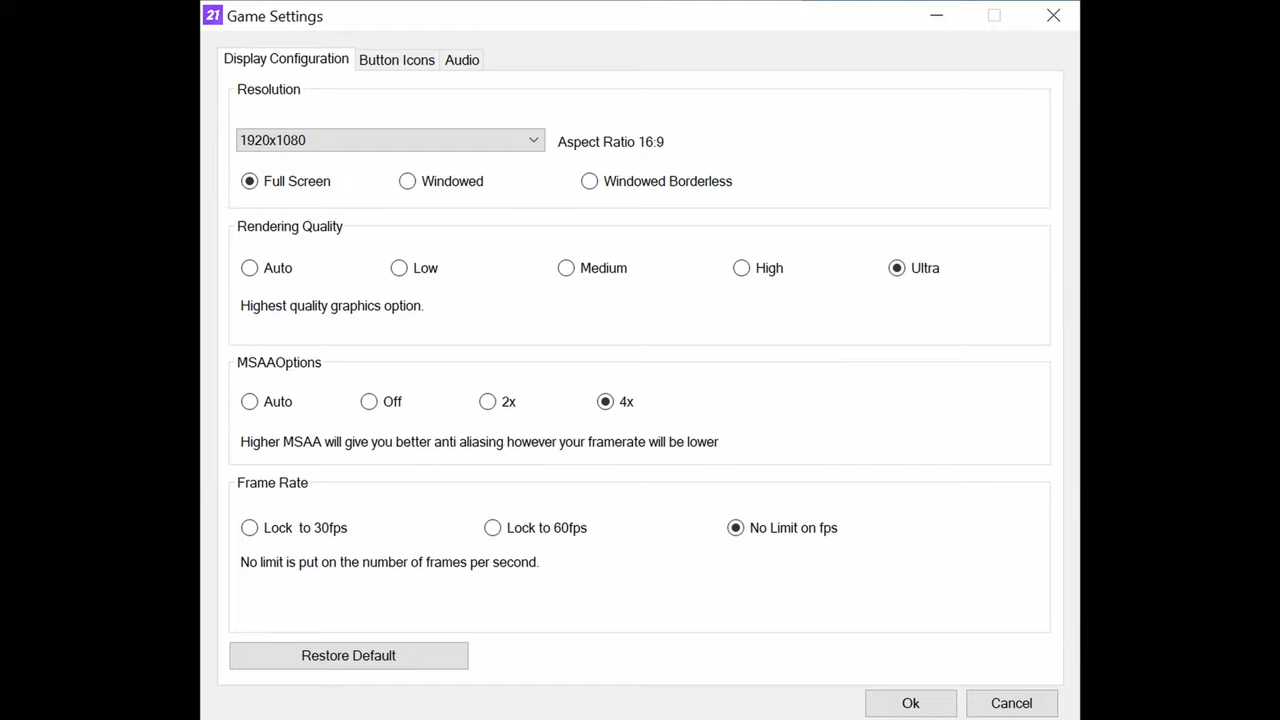 21 Game Settings
Display Configuration Button Icons Audio
Resolution
1920x1080 Aspect Ratio 16:9
Full Screen Windowed Windowed Borderless
Rendering Quality
Auto Low Medium High Ultra
Highest quality graphics option.
MSAAOptions
Auto Off 2x 4x
Higher MSAA will give you better anti aliasing however your framerate will be lower
Frame Rate
Lock to 30fps Lock to 60fps No Limit on fps
No limit is put on the number of frames per second.
Restore Default
Ok Cancel